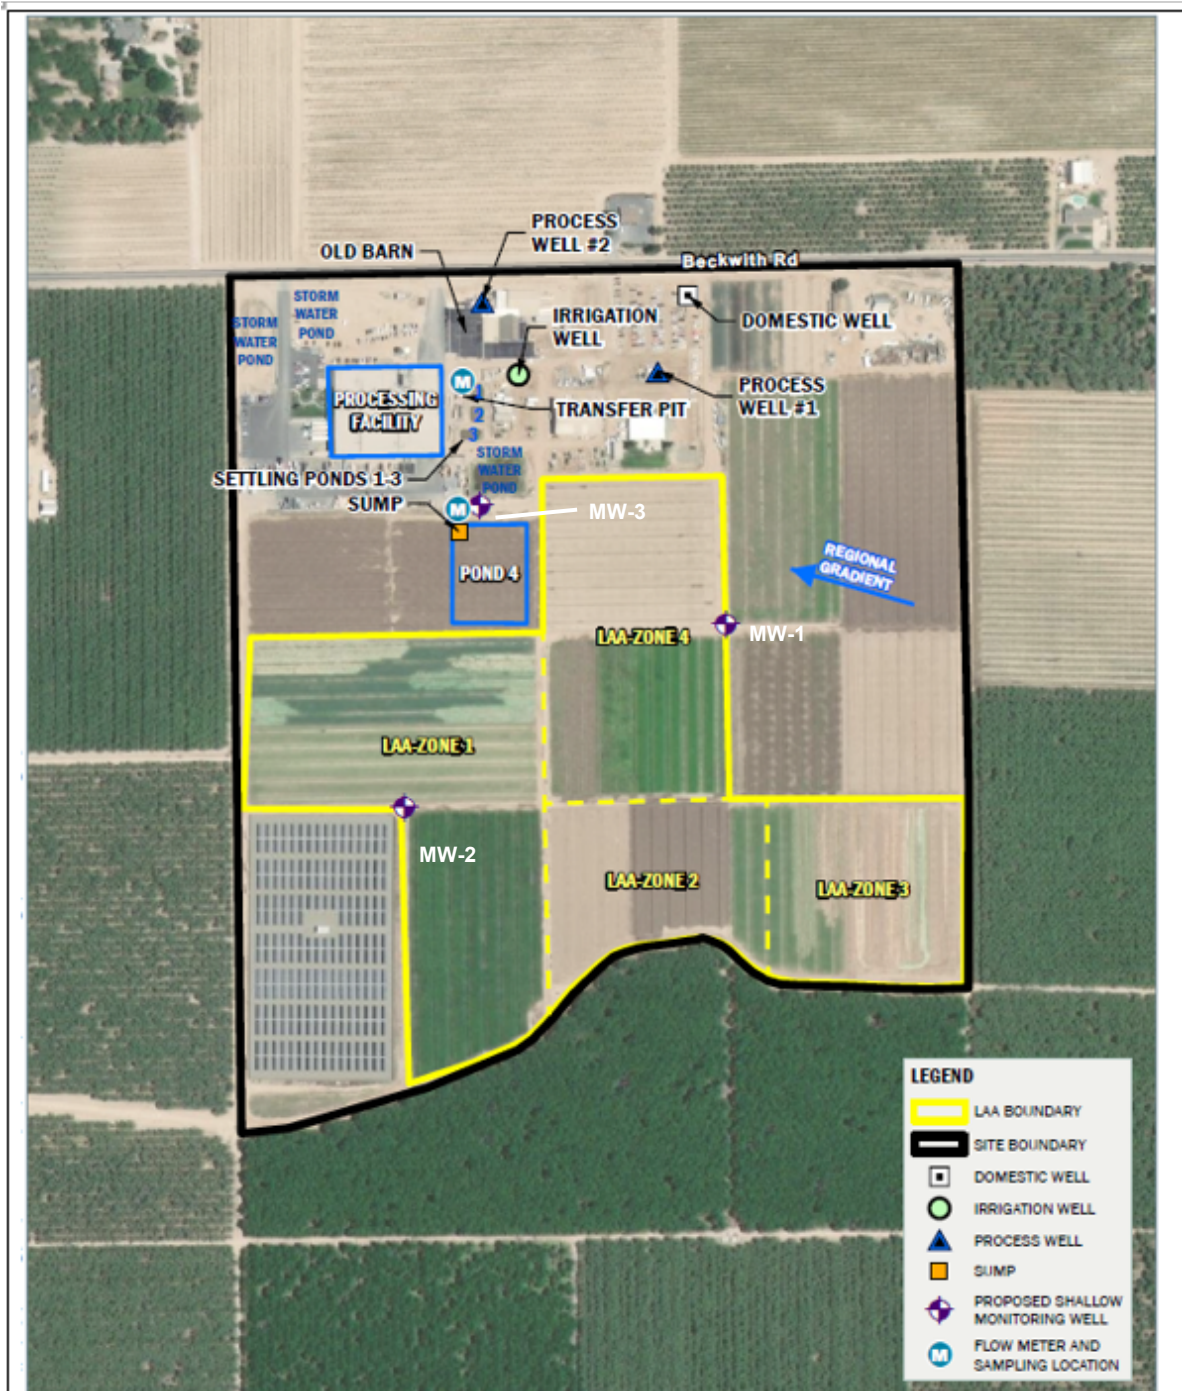 PROCESS
WELL #2
OLD BARN
Beckwith Rd
STORM
WATER
POND
STORM
WATER
POND
IRRIGATION
WELL
DOMESTIC WELL
M
1
PROCESSING
FACILITY
TRANSFER PIT
PROCESS
WELL #1
2
3
STORM
WATER
POND
SETTLING PONDS 1-3
SUMP
M
MW-3
POND 4
REGIONAL
GRADIENT
LAA-ZONE 4
MW-1
LAA-ZONE 1
MW-2
LAA-ZONE 2
LAA-ZONE 3
LEGEND
LAA BOUNDARY
SITE BOUNDARY
DOMESTIC WELL
IRRIGATION WELL
PROCESS WELL
SUMP
PROPOSED SHALLOW
MONITORING WELL
M
FLOW METER AND
SAMPLING LOCATION